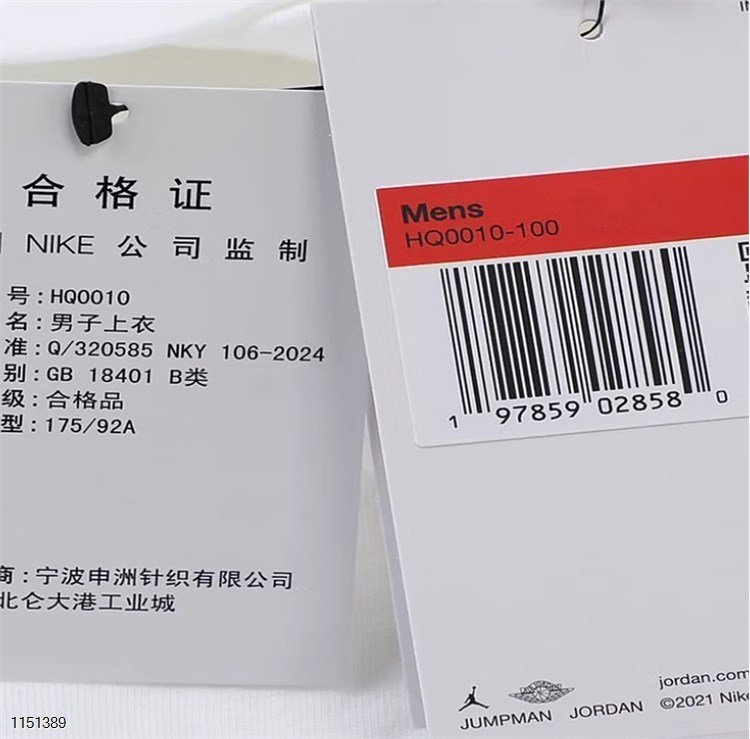 合格证
NIKE 公司监制
号:HQ0010
名:男子上衣
准:Q/320585 NKY 106-2024
别:GB 18401 B类
级:合格品
型:175/92A
商:宁波申洲针织有限公司
北仑大港工业城
Mens
HQ0010-100
1 97859 02858 0
JUMPMAN JORDAN
jordan.com
©2021 Nike
1151389